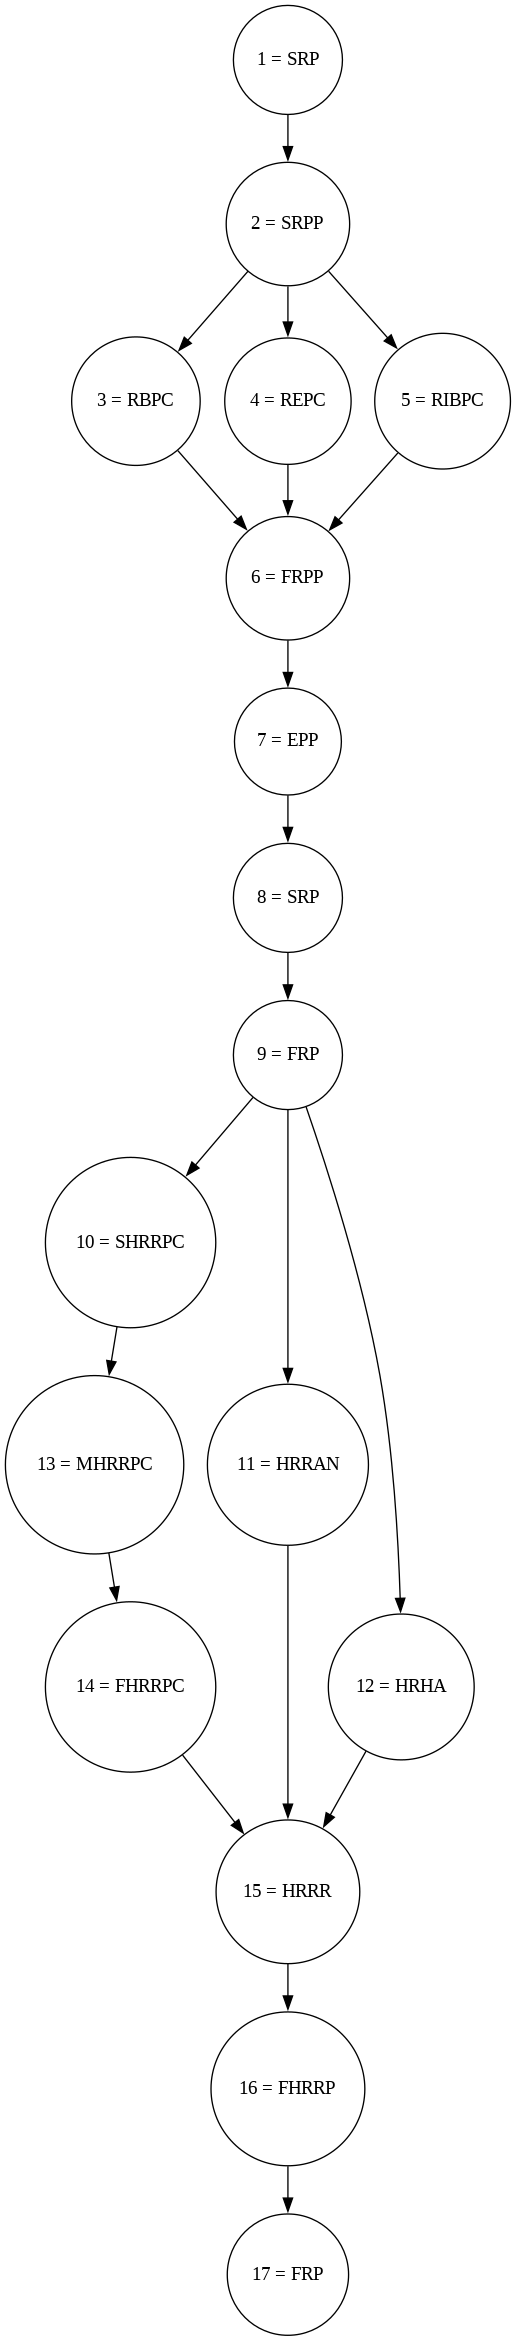 1 = SRP
2 = SRPP
3 = RBPC
4 = REPC
5 = RIBPC
6 = FRPP
7 = EPP
8 = SRP
9 = FRP
10 = SHRRPC
13 = MHRRPC
11 = HRRAN
14 = FHRRPC
12 = HRHA
15 = HRRR
16 = FHRRP
17 = FRP